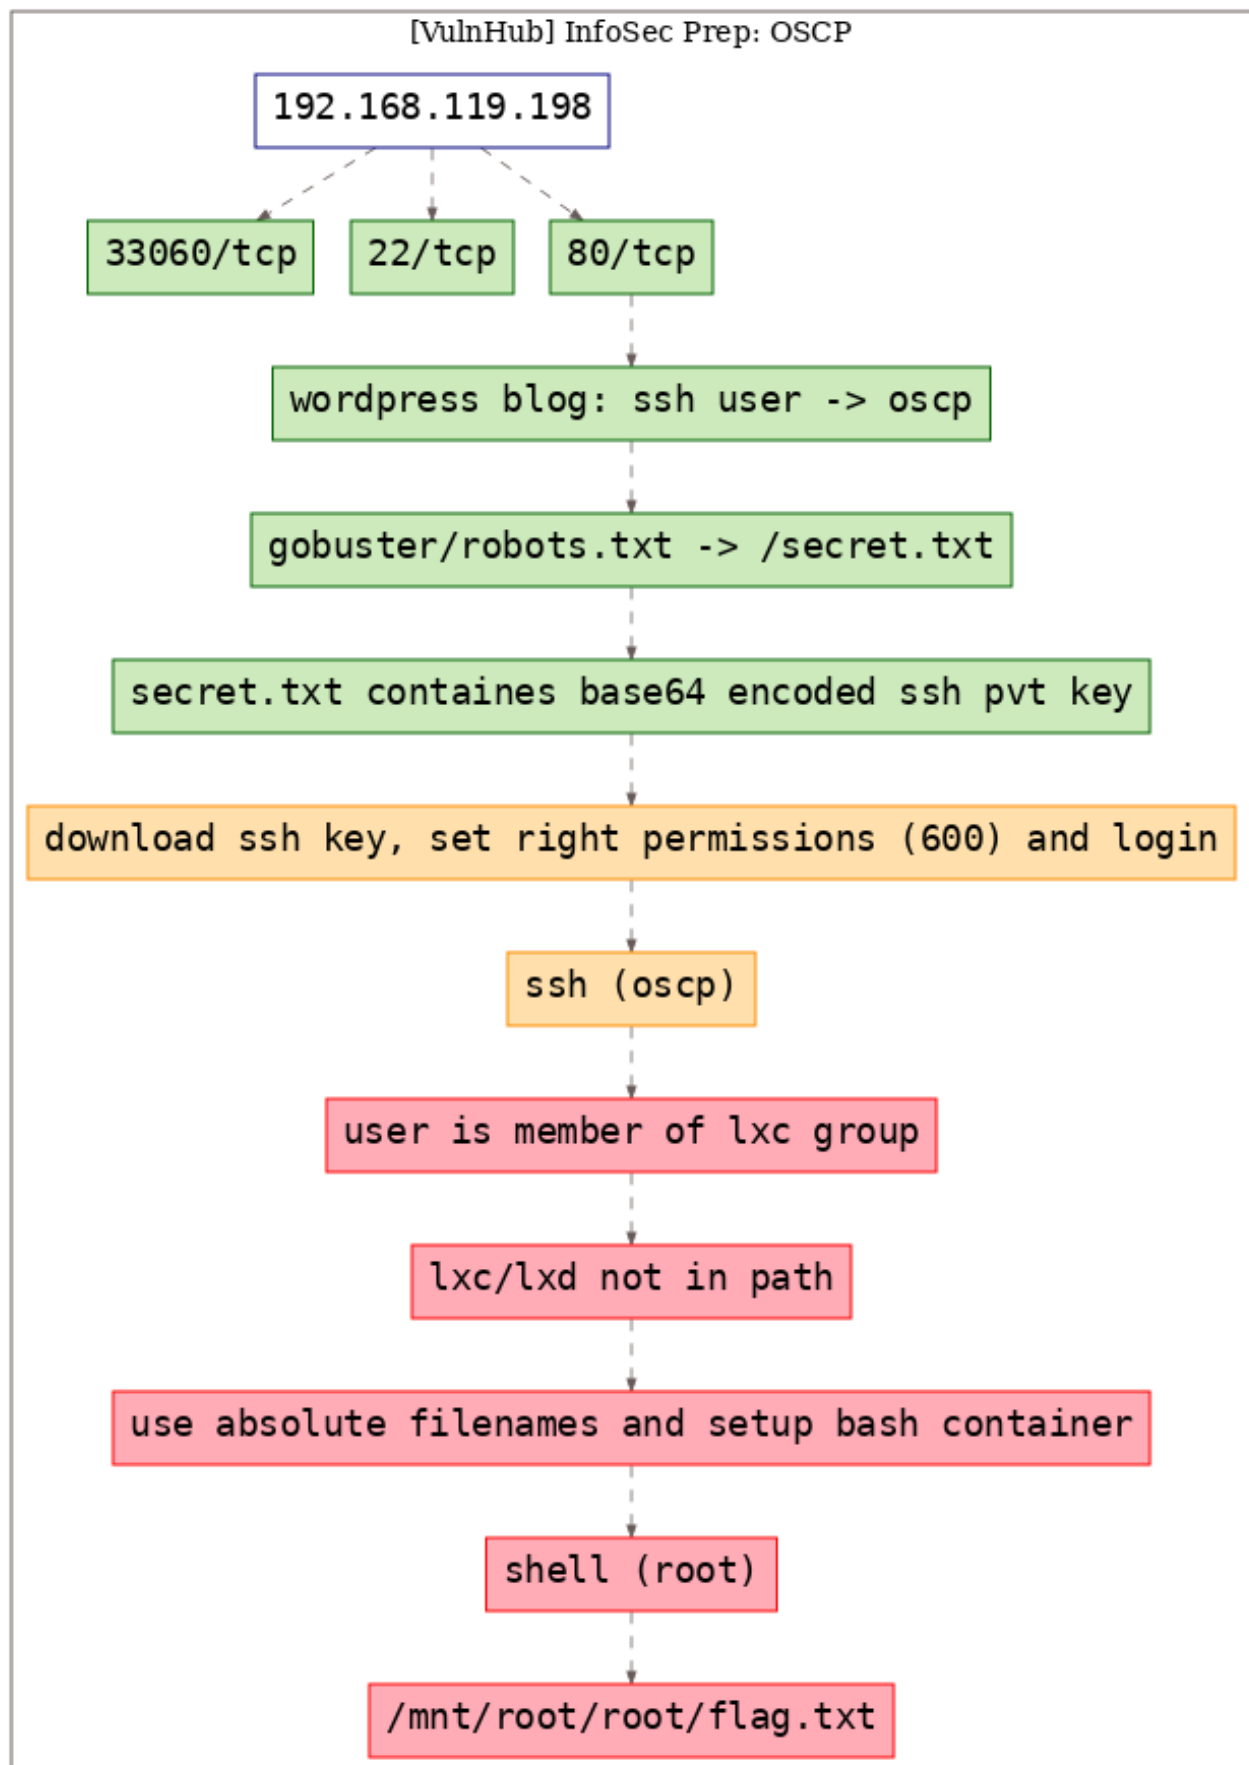 [VulnHub] InfoSec Prep: OSCP
192.168.119.198
33060/tcp
22/tcp
80/tcp
wordpress blog: ssh user -> oscp
gobuster/robots.txt -> /secret.txt
secret.txt containes base64 encoded ssh pvt key
download ssh key, set right permissions (600) and login
ssh (oscp)
user is member of lxc group
lxc/lxd not in path
use absolute filenames and setup bash container
shell (root)
/mnt/root/root/flag.txt